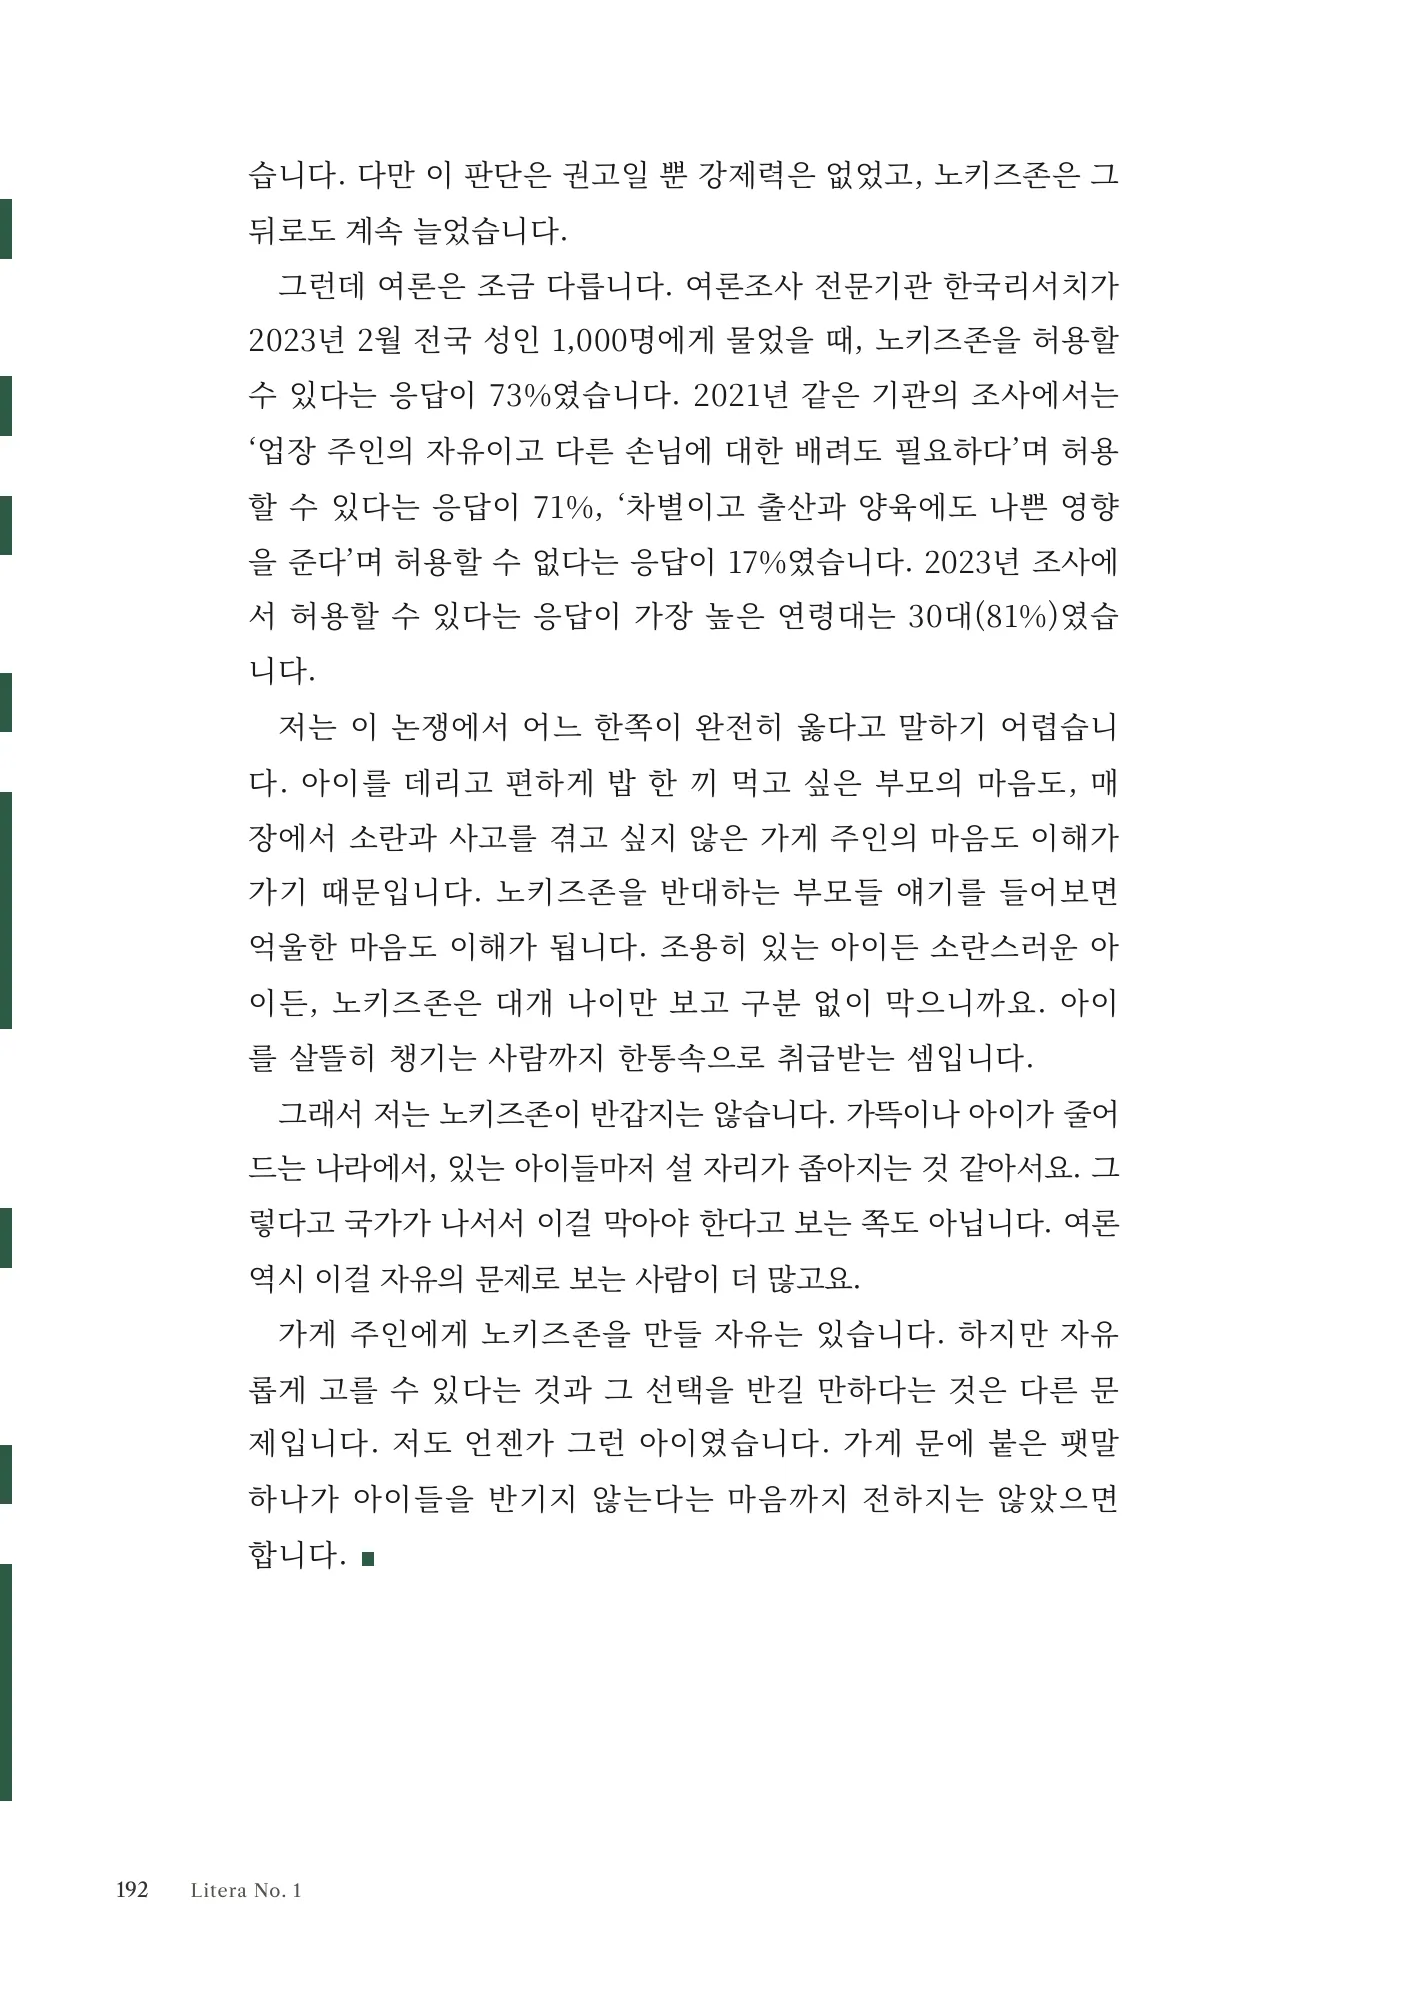 습니다. 다만 이 판단은 권고일 뿐 강제력은 없었고, 노키즈존은 그
뒤로도 계속 늘었습니다.
그런데 여론은 조금 다릅니다. 여론조사 전문기관 한국리서치가
2023년 2월 전국 성인 1,000명에게 물었을 때, 노키즈존을 허용할
수 있다는 응답이 73%였습니다. 2021년 같은 기관의 조사에서는
‘업장 주인의 자유이고 다른 손님에 대한 배려도 필요하다’며 허용
할 수 있다는 응답이 71%, ‘차별이고 출산과 양육에도 나쁜 영향
을 준다’며 허용할 수 없다는 응답이 17%였습니다. 2023년 조사에
서 허용할 수 있다는 응답이 가장 높은 연령대는 30대(81%)였습
니다.
저는 이 논쟁에서 어느 한쪽이 완전히 옳다고 말하기 어렵습니
다. 아이를 데리고 편하게 밥 한 끼 먹고 싶은 부모의 마음도, 매
장에서 소란과 사고를 겪고 싶지 않은 가게 주인의 마음도 이해가
가기 때문입니다. 노키즈존을 반대하는 부모들 얘기를 들어보면
억울한 마음도 이해가 됩니다. 조용히 있는 아이든 소란스러운 아
이든, 노키즈존은 대개 나이만 보고 구분 없이 막으니까요. 아이
를 살뜰히 챙기는 사람까지 한통속으로 취급받는 셈입니다.
그래서 저는 노키즈존이 반갑지는 않습니다. 가뜩이나 아이가 줄어
드는 나라에서, 있는 아이들마저 설 자리가 좁아지는 것 같아서요. 그
렇다고 국가가 나서서 이걸 막아야 한다고 보는 쪽도 아닙니다. 여론
역시 이걸 자유의 문제로 보는 사람이 더 많고요.
가게 주인에게 노키즈존을 만들 자유는 있습니다. 하지만 자유
롭게 고를 수 있다는 것과 그 선택을 반길 만하다는 것은 다른 문
제입니다. 저도 언젠가 그런 아이였습니다. 가게 문에 붙은 팻말
하나가 아이들을 반기지 않는다는 마음까지 전하지는 않았으면
합니다.
192 Litera No. 1